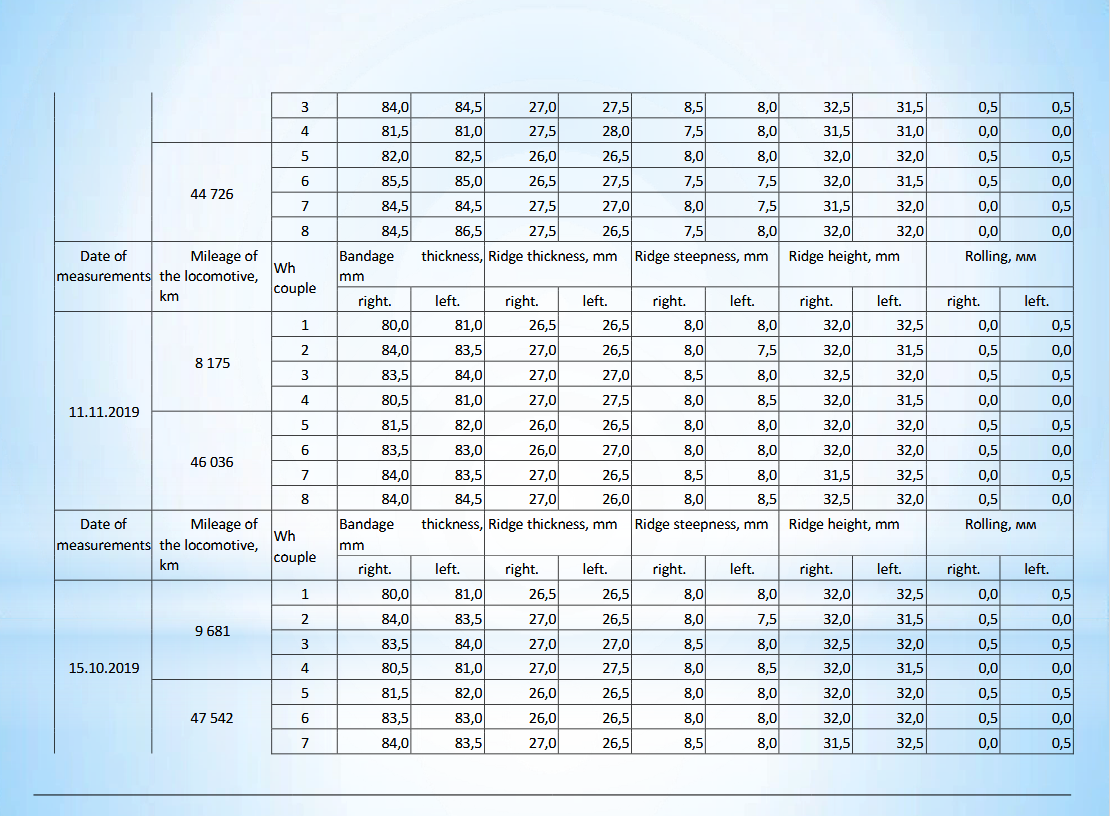 3 84,0 84,5 27,0 27,5 8,5 8,0 32,5 31,5 0,5 0,5
4 81,5 81,0 27,5 28,0 7,5 8,0 31,5 31,0 0,0 0,0
44 726
5 82,0 82,5 26,0 26,5 8,0 8,0 32,0 32,0 0,5 0,5
6 85,5 85,0 26,5 27,5 7,5 7,5 32,0 31,5 0,5 0,0
7 84,5 84,5 27,5 27,0 8,0 7,5 31,5 32,0 0,0 0,5
8 84,5 86,5 27,5 26,5 7,5 8,0 32,0 32,0 0,0 0,0
Date of
measurements
Mileage of
the locomotive,
km
Wh
couple
Bandage thickness,
mm
Ridge thickness, mm
Ridge steepness, mm
Ridge height, mm
Rolling, мм
right. left. right. left. right. left. right. left. right. left.
11.11.2019
8 175
1 80,0 81,0 26,5 26,5 8,0 8,0 32,0 32,5 0,0 0,5
2 84,0 83,5 27,0 26,5 8,0 7,5 32,0 31,5 0,5 0,0
3 83,5 84,0 27,0 27,0 8,5 8,0 32,5 32,0 0,0 0,5
4 80,5 81,0 27,0 27,5 8,0 8,5 32,0 31,5 0,0 0,0
46 036
5 81,5 82,0 26,0 26,5 8,0 8,0 32,0 32,0 0,5 0,5
6 83,5 83,0 26,0 27,0 8,0 8,0 32,0 32,0 0,5 0,0
7 84,0 83,5 27,0 26,5 8,5 8,0 31,5 32,5 0,0 0,5
8 84,0 84,5 27,0 26,0 8,0 8,5 32,5 32,0 0,5 0,0
Date of
measurements
Mileage of
the locomotive,
km
Wh
couple
Bandage thickness,
mm
Ridge thickness, mm
Ridge steepness, mm
Ridge height, mm
Rolling, мм
right. left. right. left. right. left. right. left. right. left.
15.10.2019
9 681
1 80,0 81,0 26,5 26,5 8,0 8,0 32,0 32,5 0,0 0,5
2 84,0 83,5 27,0 26,5 8,0 7,5 32,0 31,5 0,5 0,0
3 83,5 84,0 27,0 27,0 8,5 8,0 32,5 32,0 0,0 0,5
4 80,5 81,0 27,0 27,5 8,0 8,5 32,0 31,5 0,0 0,0
47 542
5 81,5 82,0 26,0 26,5 8,0 8,0 32,0 32,0 0,5 0,5
6 83,5 83,0 26,0 26,5 8,0 8,0 32,0 32,0 0,5 0,0
7 84,0 83,5 27,0 26,5 8,5 8,0 31,5 32,5 0,0 0,5